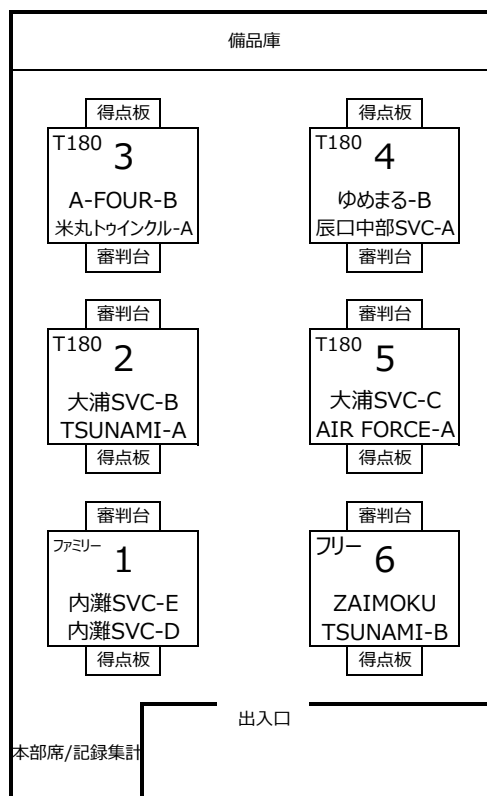 備品庫
得点板
T180
3
A-FOUR-B
米丸トゥインクル-A
審判台
得点板
T180
4
ゆめまる-B
辰口中部SVC-A
審判台
審判台
T180
2
大浦SVC-B
TSUNAMI-A
得点板
審判台
T180
5
大浦SVC-C
AIR FORCE-A
得点板
審判台
ファミリー
1
内灘SVC-E
内灘SVC-D
得点板
審判台
フリー
6
ZAIMOKU
TSUNAMI-B
得点板
出入口
本部席/記録集計